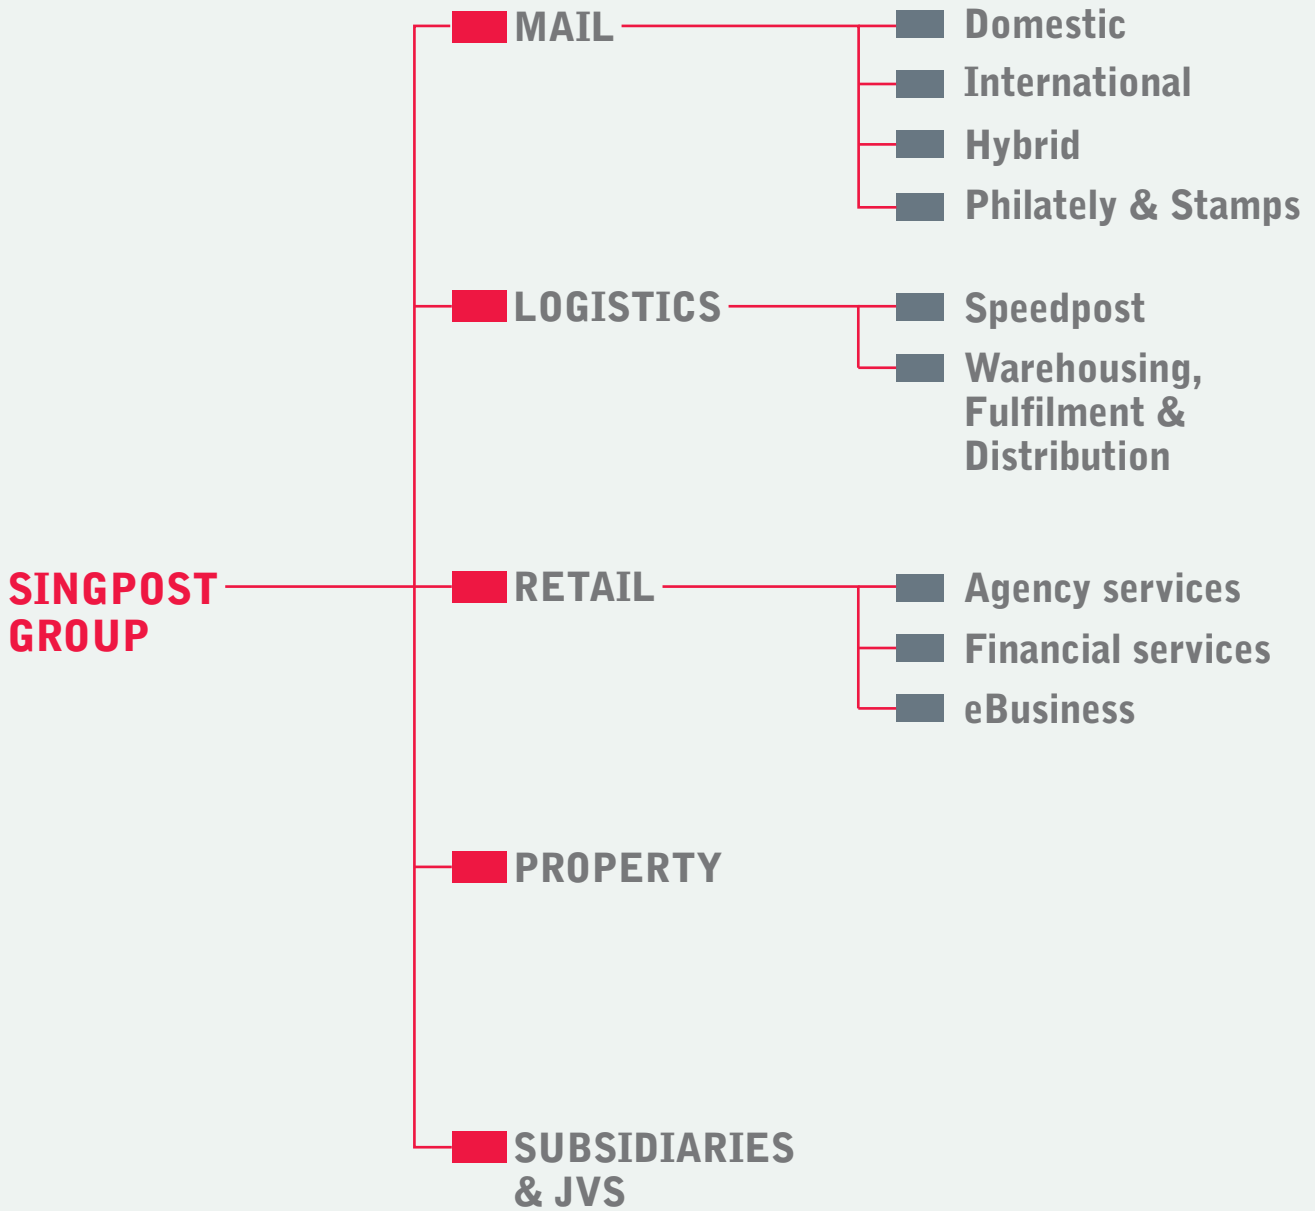 SINGPOST
GROUP
MAIL
Domestic
International
Hybrid
Philately & Stamps
LOGISTICS
Speedpost
Warehousing,
Fulfilment &
Distribution
RETAIL
Agency services
Financial services
eBusiness
PROPERTY
SUBSIDIARIES
& JVS